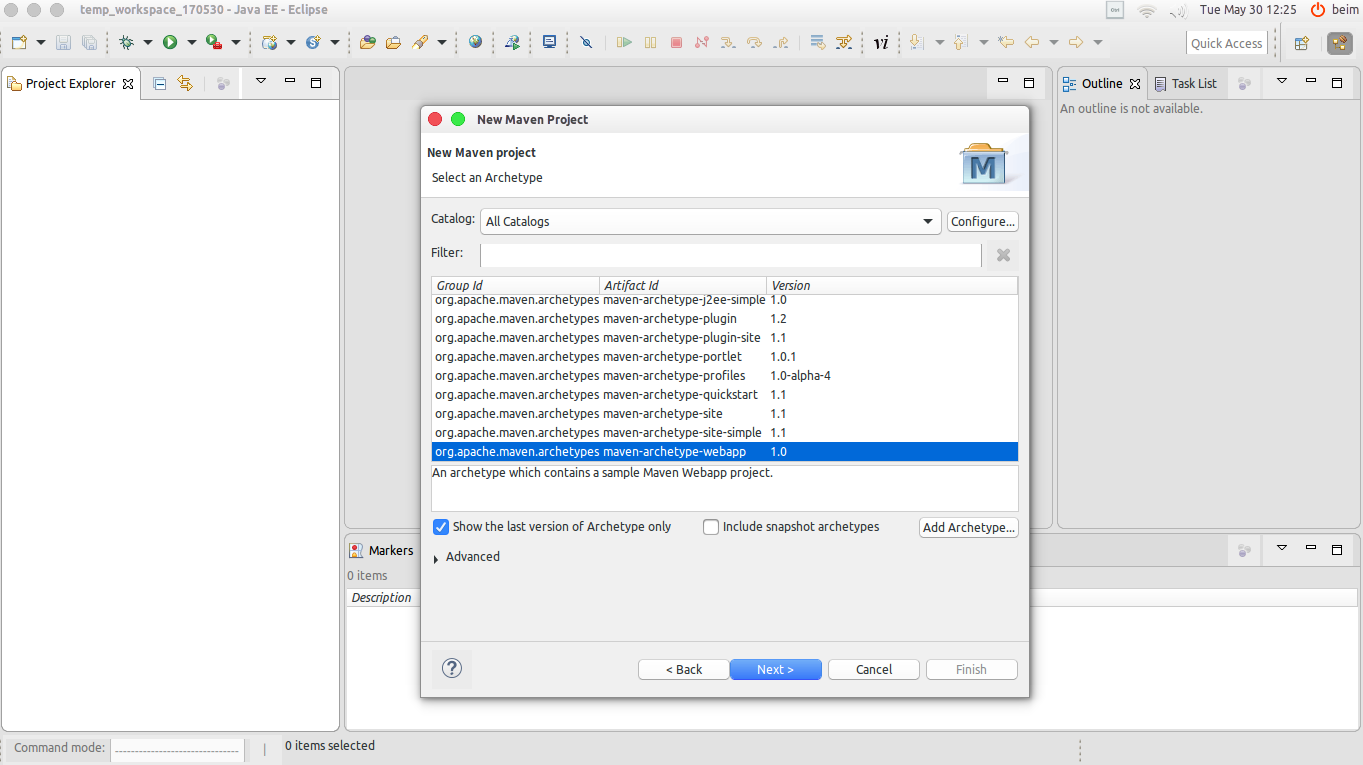 temp_workspace_170530 - Java EE - Eclipse
Tue May 30 12:25
beim
Quick Access
Project Explorer
Outline
Task List
An outline is not available.
New Maven Project
New Maven project
Select an Archetype
M
Catalog: All Catalogs Configure...
Filter:
Group Id Artifact Id Version
org.apache.maven.archetypes maven-archetype-j2ee-simple 1.0
org.apache.maven.archetypes maven-archetype-plugin 1.2
org.apache.maven.archetypes maven-archetype-plugin-site 1.1
org.apache.maven.archetypes maven-archetype-portlet 1.0.1
org.apache.maven.archetypes maven-archetype-profiles 1.0-alpha-4
org.apache.maven.archetypes maven-archetype-quickstart 1.1
org.apache.maven.archetypes maven-archetype-site 1.1
org.apache.maven.archetypes maven-archetype-site-simple 1.1
org.apache.maven.archetypes maven-archetype-webapp 1.0
An archetype which contains a sample Maven Webapp project.
Show the last version of Archetype only Include snapshot archetypes Add Archetype...
Advanced
? < Back Next > Cancel Finish
Markers
0 items
Description
Command mode: ------------------------------- 0 items selected